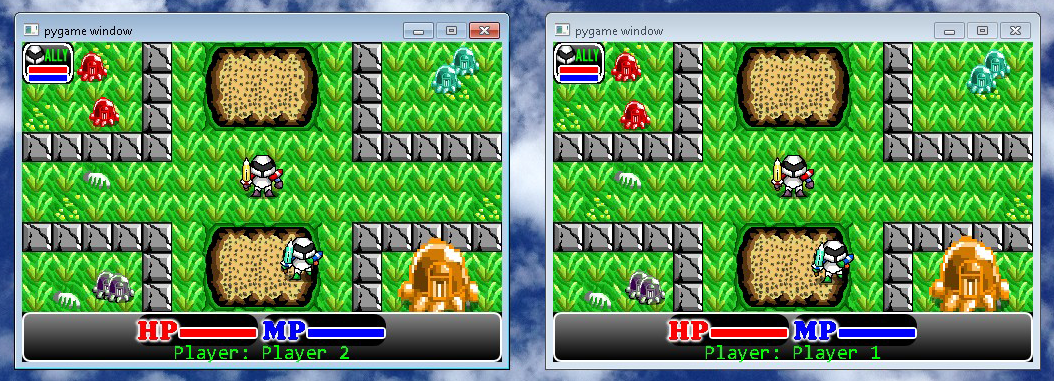 pygame window
ALLY
HP MP
Player: Player 2
pygame window
ALLY
HP MP
Player: Player 1